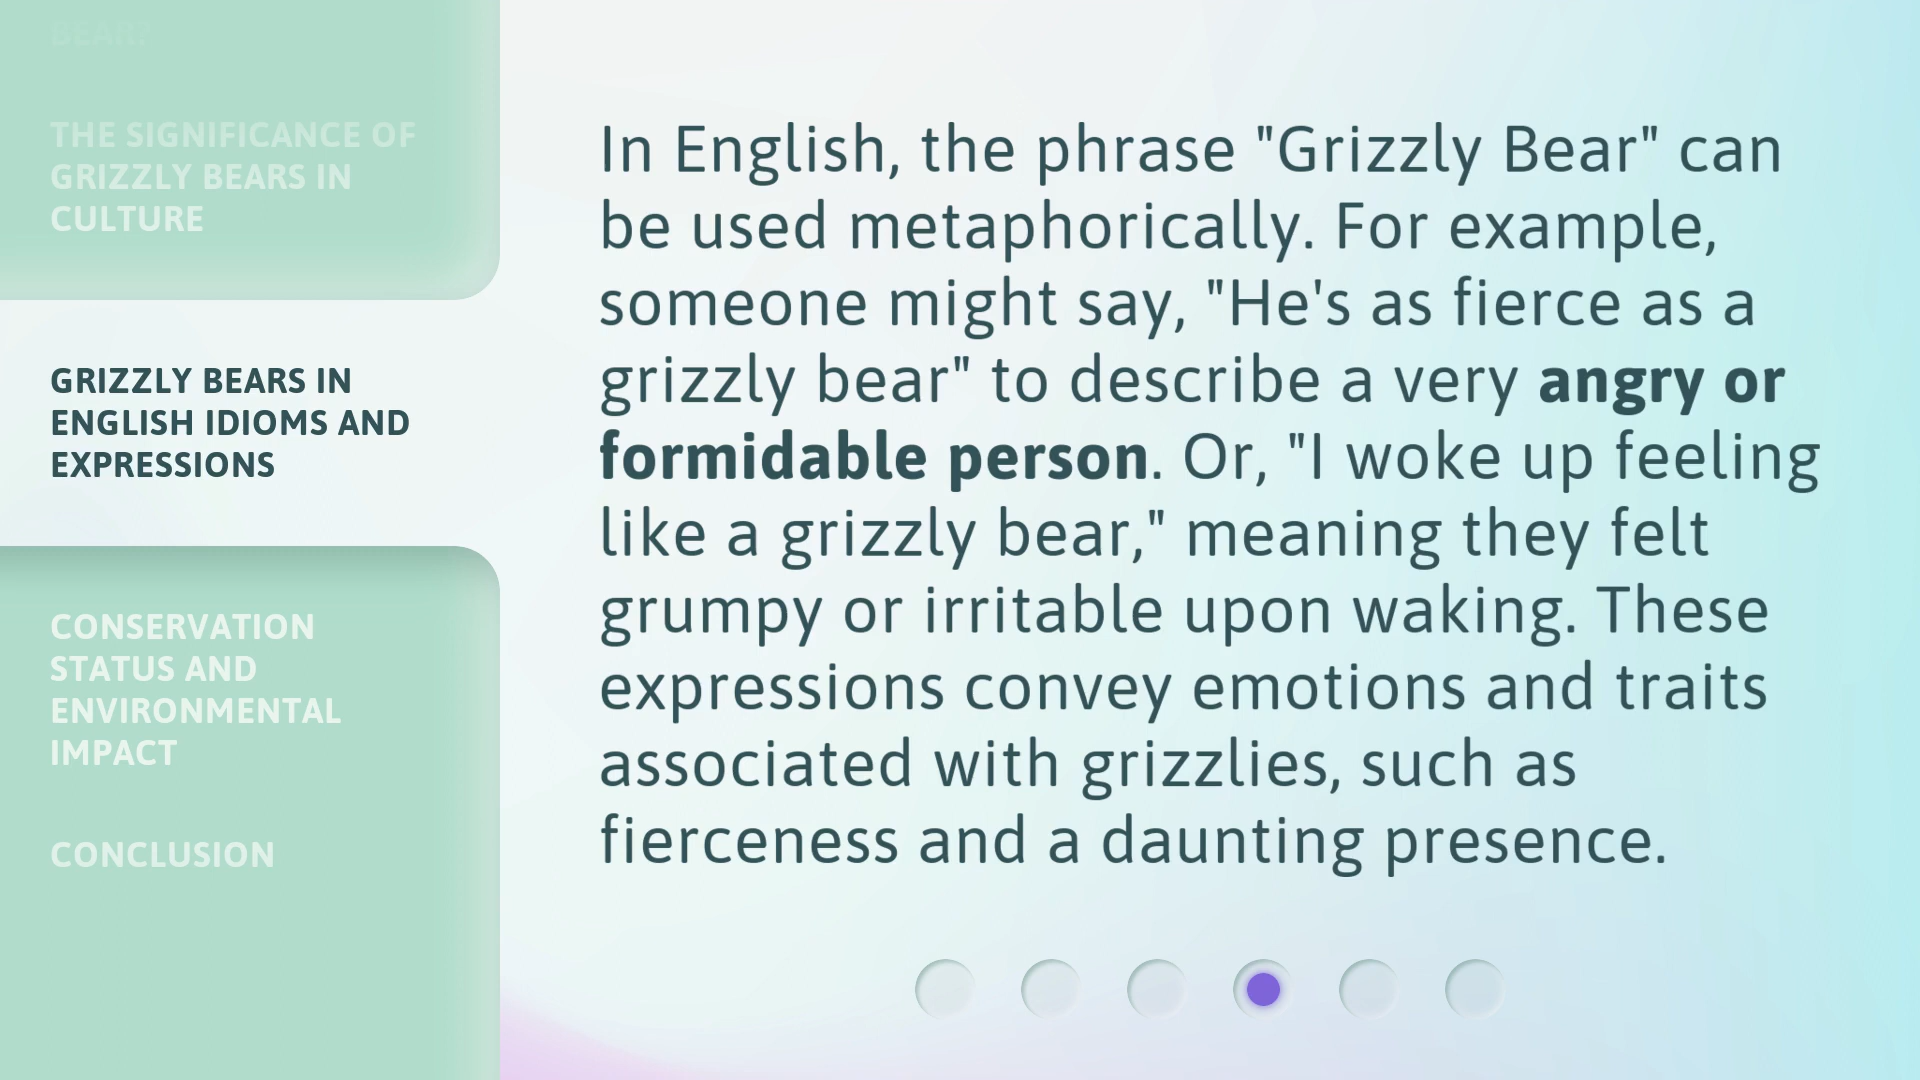 BEAR?
THE SIGNIFICANCE OF
GRIZZLY BEARS IN
CULTURE
GRIZZLY BEARS IN
ENGLISH IDIOMS AND
EXPRESSIONS
CONSERVATION
STATUS AND
ENVIRONMENTAL
IMPACT
CONCLUSION
In English, the phrase "Grizzly Bear" can
be used metaphorically. For example,
someone might say, "He's as fierce as a
grizzly bear" to describe a very angry or
formidable person. Or, "I woke up feeling
like a grizzly bear," meaning they felt
grumpy or irritable upon waking. These
expressions convey emotions and traits
associated with grizzlies, such as
fierceness and a daunting presence.